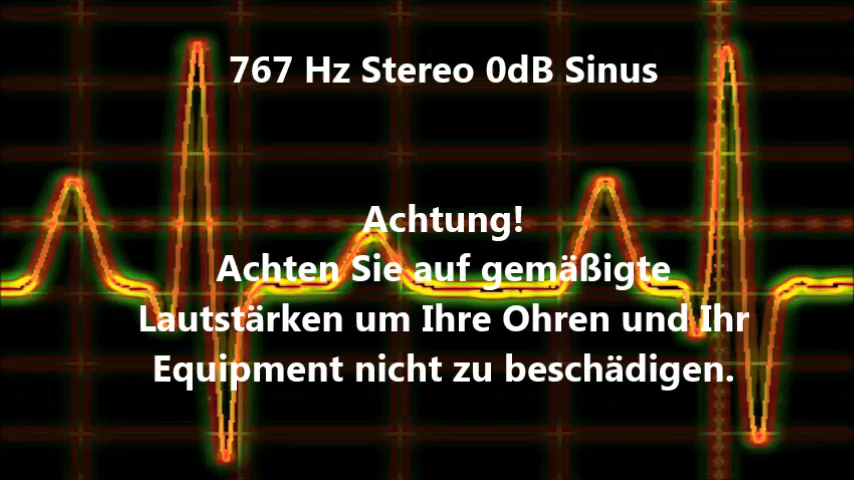 767 Hz Stereo 0dB Sinus
Achtung!
Achten Sie auf gemäßigte
Lautstärken um Ihre Ohren und Ihr
Equipment nicht zu beschädigen.